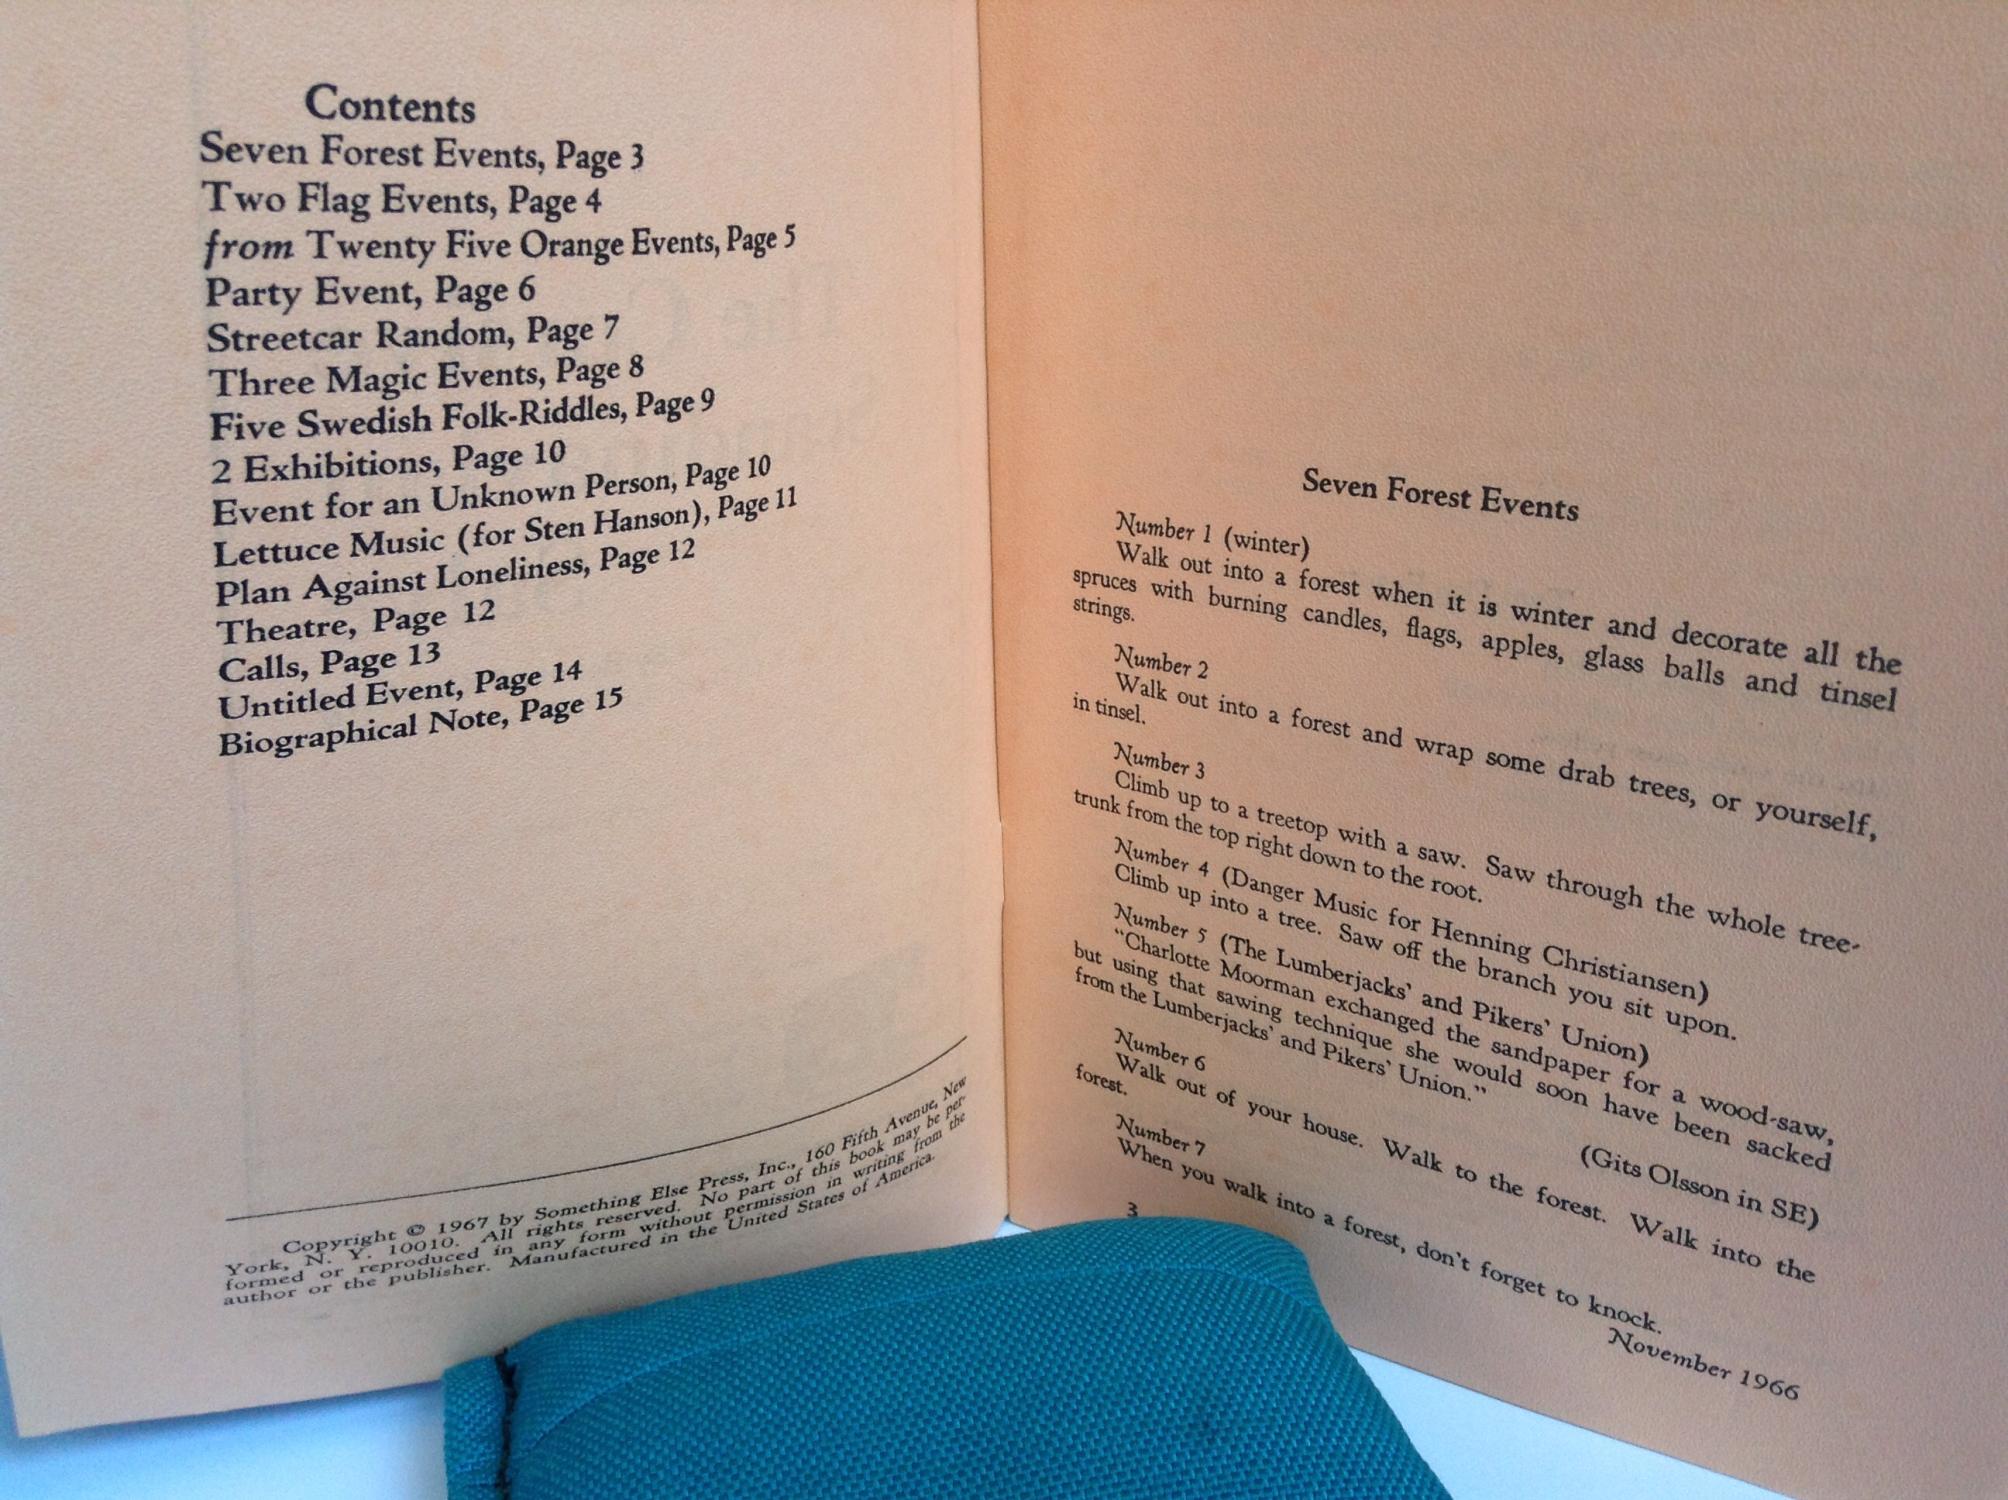 Contents
Seven Forest Events, Page 3
Two Flag Events, Page 4
from Twenty Five Orange Events, Page 5
Party Event, Page 6
Streetcar Random, Page 7
Three Magic Events, Page 8
Five Swedish Folk-Riddles, Page 9
2 Exhibitions, Page 10
Event for an Unknown Person, Page 10
Lettuce Music (for Sten Hanson), Page 11
Plan Against Loneliness, Page 12
Theatre, Page 12
Calls, Page 13
Untitled Event, Page 14
Biographical Note, Page 15
Copyright © 1967 by Something Else Press, Inc., 160 Fifth Avenue, New
York, N. Y. 10010. All rights reserved. No part of this book may be per-
formed or reproduced in any form without permission in writing from the
author or the publisher. Manufactured in the United States of America.
Seven Forest Events
Number 1 (winter)
Walk out into a forest when it is winter and decorate all the
spruces with burning candles, flags, apples, glass balls and tinsel
strings.
Number 2
Walk out into a forest and wrap some drab trees, or yourself,
in tinsel.
Number 3
Climb up to a treetop with a saw. Saw through the whole tree-
trunk from the top right down to the root.
Number 4 (Danger Music for Henning Christiansen)
Climb up into a tree. Saw off the branch you sit upon.
Number 5 (The Lumberjacks' and Pikers' Union)
"Charlotte Moorman exchanged the sandpaper for a wood-saw,
but using that sawing technique she would soon have been sacked
from the Lumberjacks' and Pikers' Union."
(Gits Olsson in SE)
Number 6
Walk out of your house. Walk to the forest. Walk into the
forest.
Number 7
When you walk into a forest, don't forget to knock.
November 1966
3